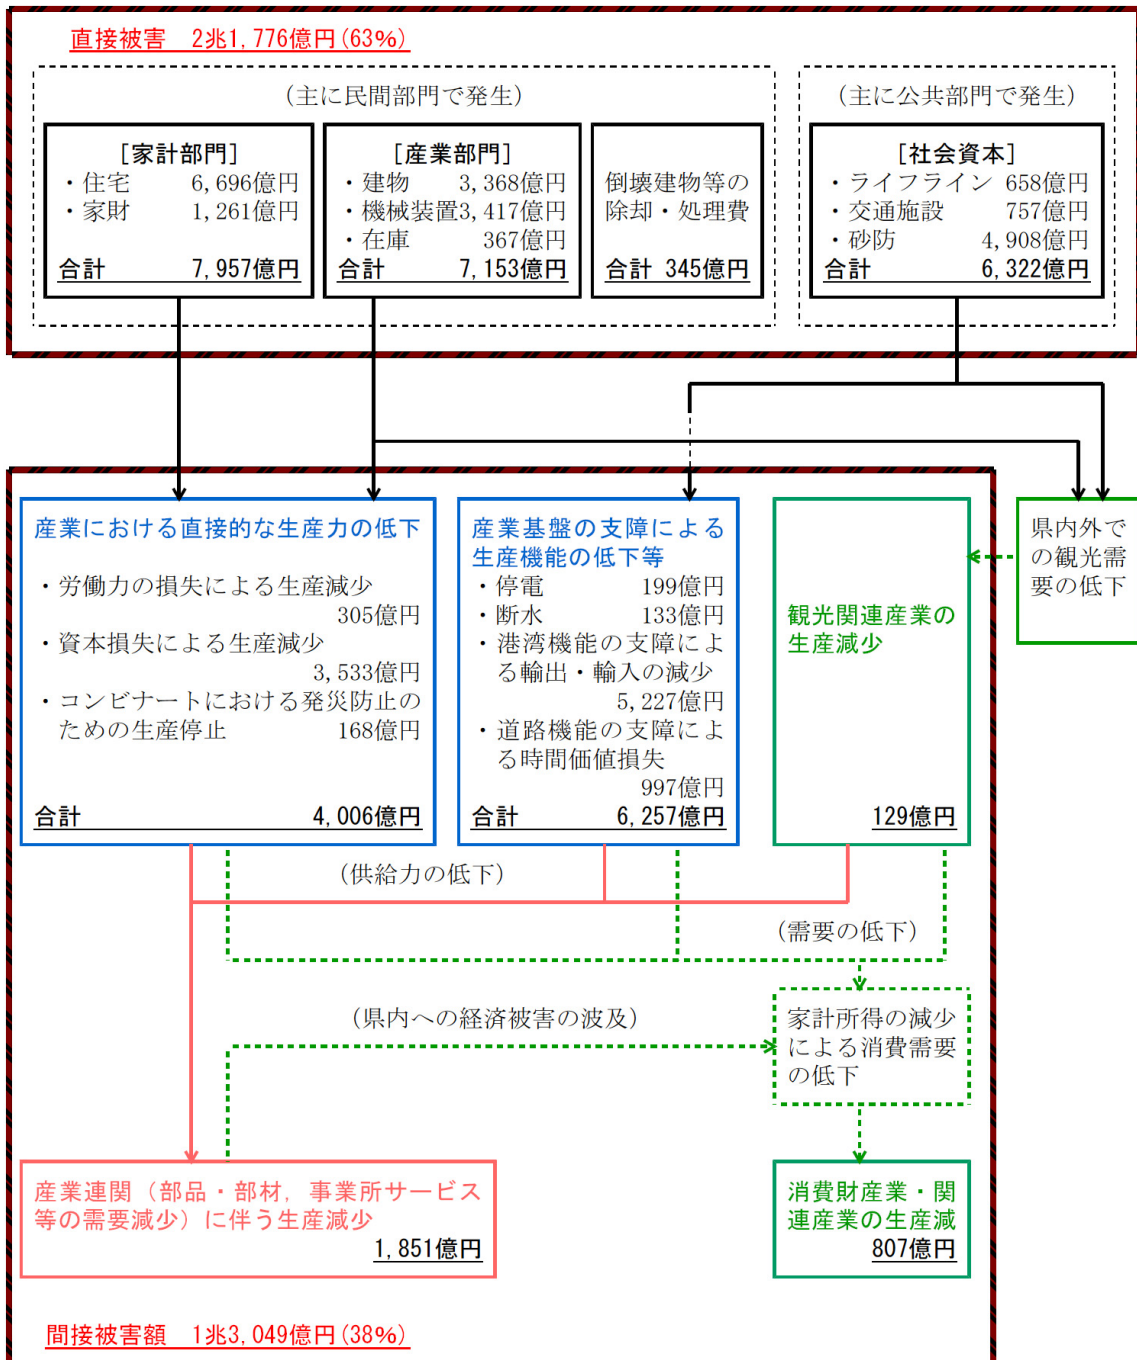 直接被害　2兆1,776億円(63%)
(主に民間部門で発生)
(主に公共部門で発生)
[家計部門]
・住宅　6,696億円
・家財　1,261億円
合計　7,957億円
[産業部門]
・建物　3,368億円
・機械装置3,417億円
・在庫　367億円
合計　7,153億円
倒壊建物等の
除却・処理費
合計 345億円
[社会資本]
・ライフライン 658億円
・交通施設　757億円
・砂防　4,908億円
合計　6,322億円
産業における直接的な生産力の低下
・労働力の損失による生産減少
305億円
・資本損失による生産減少
3,533億円
・コンビナートにおける発災防止の
ための生産停止　168億円
合計　4,006億円
産業基盤の支障による
生産機能の低下等
・停電　199億円
・断水　133億円
・港湾機能の支障によ
る輸出・輸入の減少
5,227億円
・道路機能の支障によ
る時間価値損失
997億円
合計　6,257億円
観光関連産業の
生産減少
129億円
県内外で
の観光需
要の低下
(供給力の低下)
(需要の低下)
(県内への経済被害の波及)
家計所得の減少
による消費需要
の低下
産業連関（部品・部材，事業所サービス
等の需要減少）に伴う生産減少
1,851億円
消費財産業・関
連産業の生産減
807億円
間接被害額　1兆3,049億円(38%)